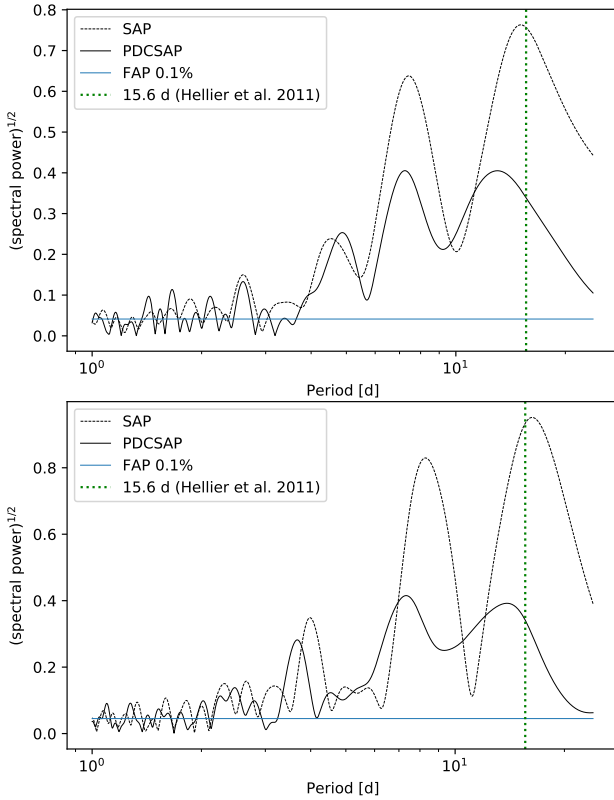 0.8
0.7
0.6
0.5
0.4
0.3
0.2
0.1
0.0
(spectral power)^{1/2}
SAP
PDCSAP
FAP 0.1%
15.6 d (Hellier et al. 2011)
10^0
10^1
Period [d]
0.8
0.6
0.4
0.2
0.0
(spectral power)^{1/2}
SAP
PDCSAP
FAP 0.1%
15.6 d (Hellier et al. 2011)
10^0
10^1
Period [d]